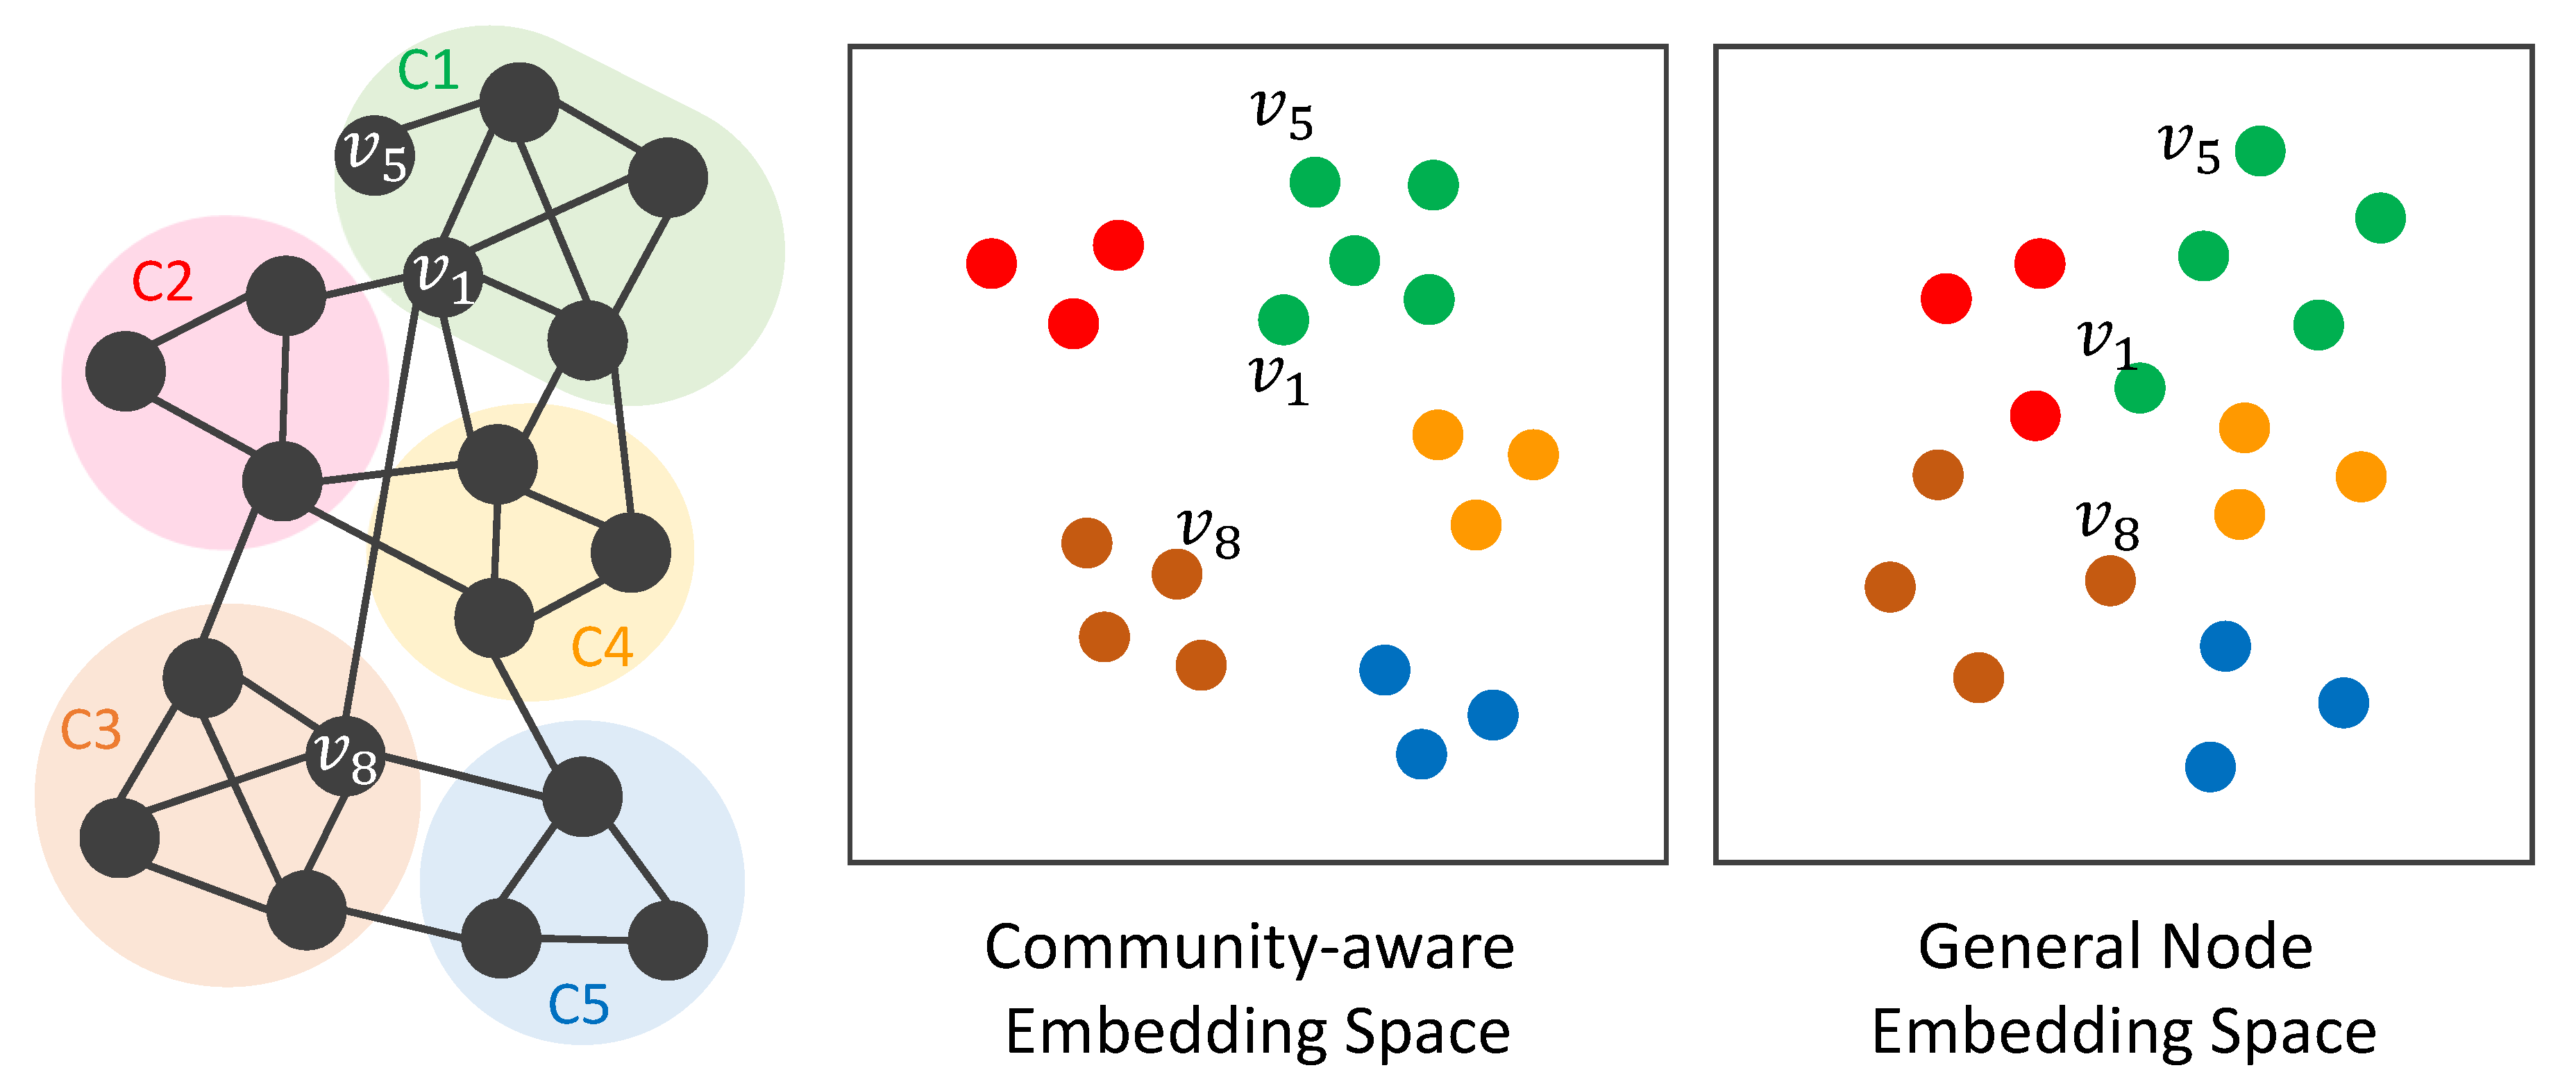 C1
v5
v1
C2
C4
C3
v8
C5
v5
v1
v8
Community-aware
Embedding Space
v5
v1
v8
General Node
Embedding Space